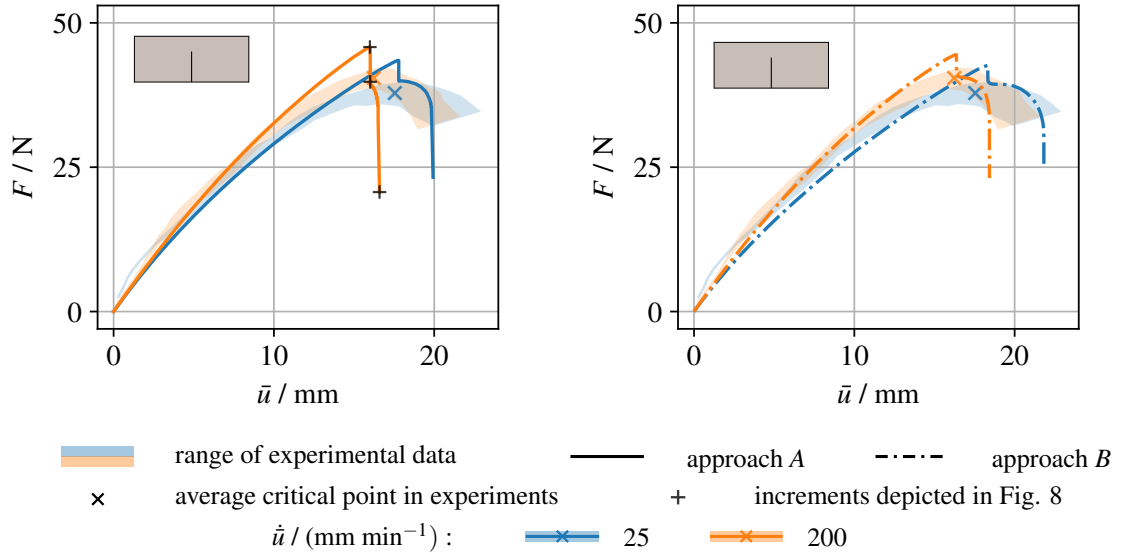 50
25
0
F / N
0
10
20
ū / mm
50
25
0
F / N
0
10
20
ū / mm
range of experimental data
approach A
approach B
average critical point in experiments
increments depicted in Fig. 8
u̇̄ / (mm min⁻¹) :
25
200